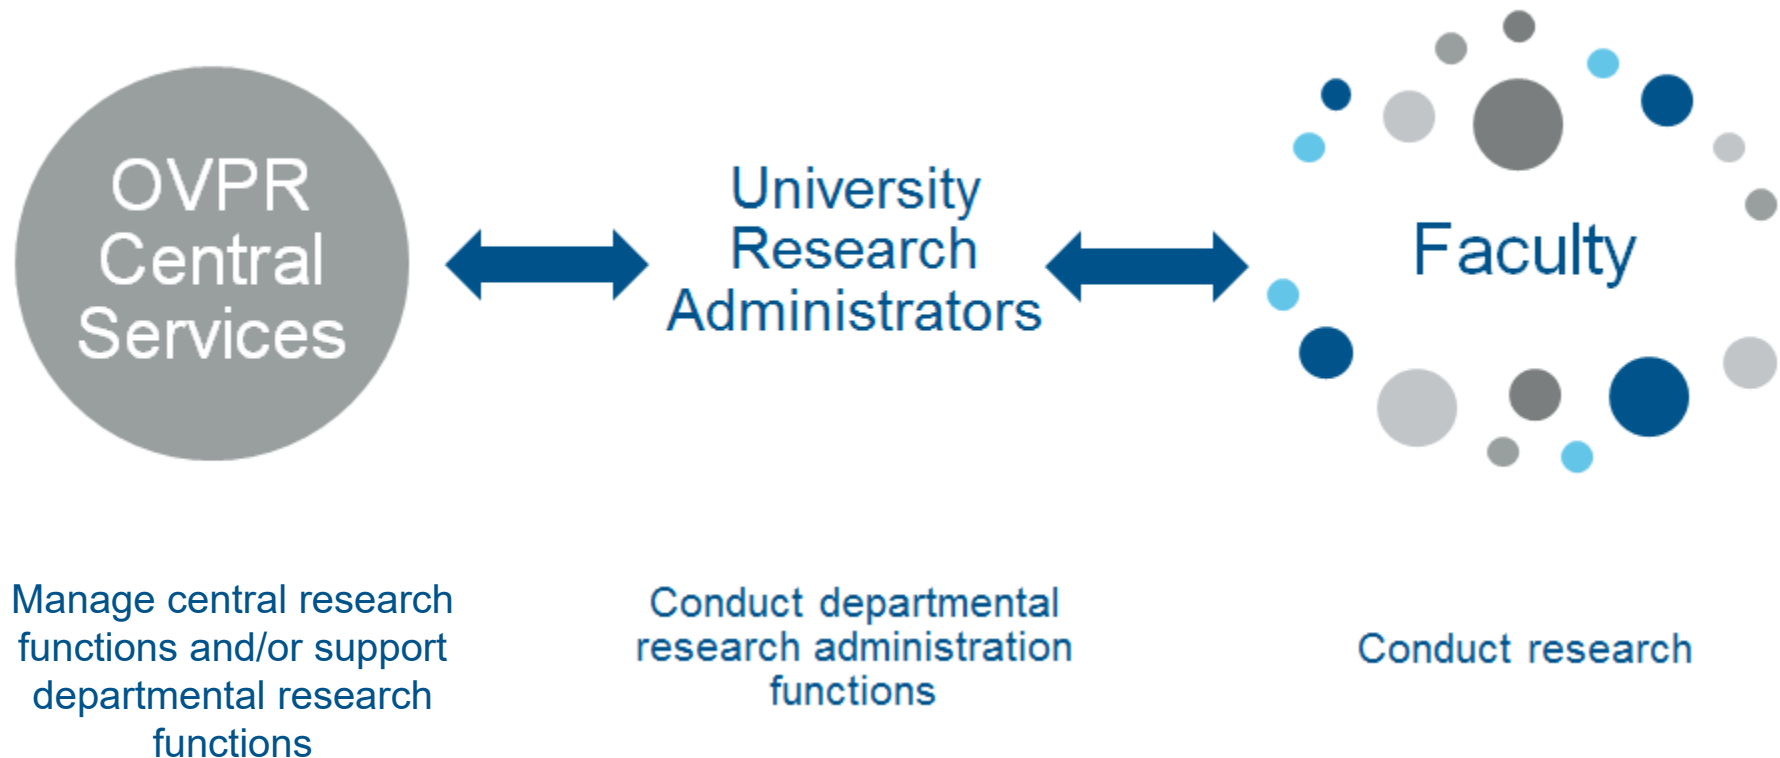 OVPR
Central
Services
University
Research
Administrators
Faculty
Manage central research
functions and/or support
departmental research
functions
Conduct departmental
research administration
functions
Conduct research